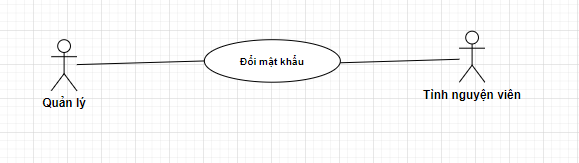 Đổi mật khẩu
Quản lý
Tình nguyện viên